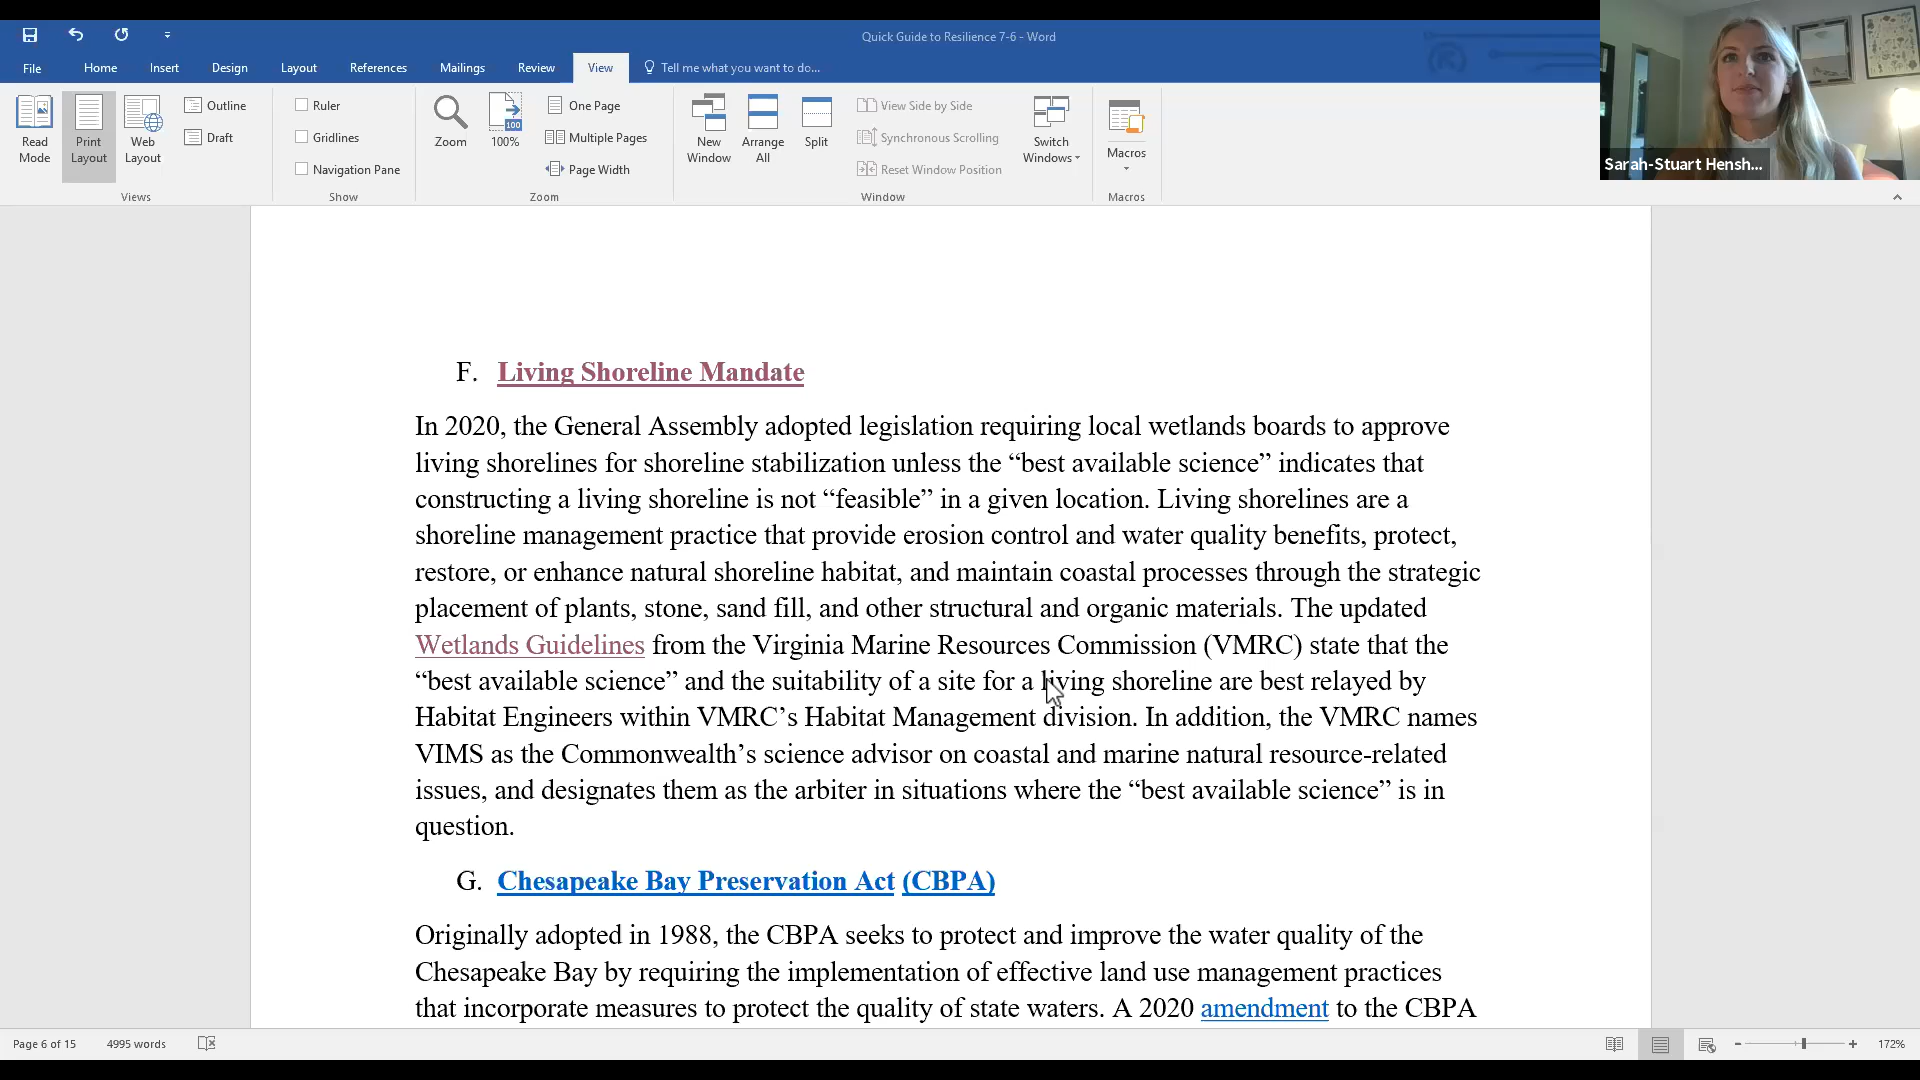 Quick Guide to Resilience 7-6 - Word
File Home Insert Design Layout References Mailings Review View Tell me what you want to do...
Read Mode
Print Layout
Web Layout
Outline
Draft
Views
Ruler
Gridlines
Navigation Pane
Show
Zoom
100
100%
One Page
Multiple Pages
Page Width
Zoom
New Window
Arrange All
Split
View Side by Side
Synchronous Scrolling
Reset Window Position
Window
Switch Windows
Macros
Macros
Sarah-Stuart Hensh...
F. Living Shoreline Mandate
In 2020, the General Assembly adopted legislation requiring local wetlands boards to approve
living shorelines for shoreline stabilization unless the “best available science” indicates that
constructing a living shoreline is not “feasible” in a given location. Living shorelines are a
shoreline management practice that provide erosion control and water quality benefits, protect,
restore, or enhance natural shoreline habitat, and maintain coastal processes through the strategic
placement of plants, stone, sand fill, and other structural and organic materials. The updated
Wetlands Guidelines from the Virginia Marine Resources Commission (VMRC) state that the
“best available science” and the suitability of a site for a living shoreline are best relayed by
Habitat Engineers within VMRC’s Habitat Management division. In addition, the VMRC names
VIMS as the Commonwealth’s science advisor on coastal and marine natural resource-related
issues, and designates them as the arbiter in situations where the “best available science” is in
question.
G. Chesapeake Bay Preservation Act (CBPA)
Originally adopted in 1988, the CBPA seeks to protect and improve the water quality of the
Chesapeake Bay by requiring the implementation of effective land use management practices
that incorporate measures to protect the quality of state waters. A 2020 amendment to the CBPA
Page 6 of 15 4995 words 172%